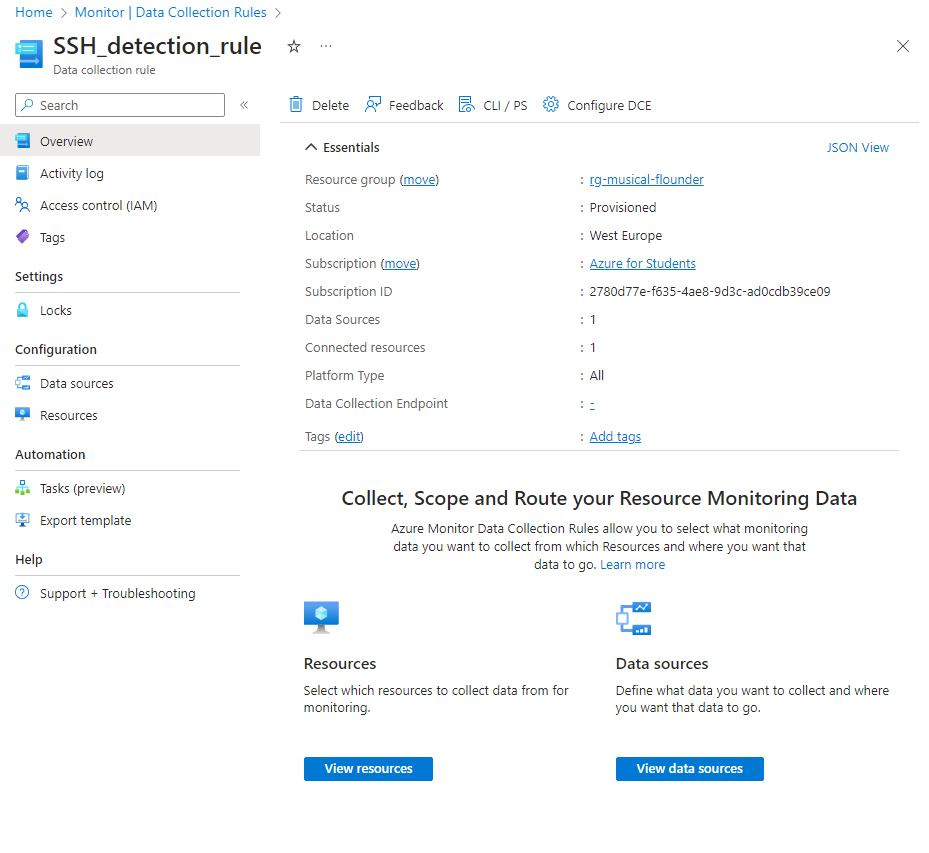 Home > Monitor | Data Collection Rules >
SSH_detection_rule
Data collection rule
Search
Overview
Activity log
Access control (IAM)
Tags
Settings
Locks
Configuration
Data sources
Resources
Automation
Tasks (preview)
Export template
Help
Support + Troubleshooting
Delete Feedback CLI / PS Configure DCE
Essentials JSON View
Resource group (move) : rg-musical-flounder
Status : Provisioned
Location : West Europe
Subscription (move) : Azure for Students
Subscription ID : 2780d77e-f635-4ae8-9d3c-ad0cdb39ce09
Data Sources : 1
Connected resources : 1
Platform Type : All
Data Collection Endpoint : -
Tags (edit) : Add tags
Collect, Scope and Route your Resource Monitoring Data
Azure Monitor Data Collection Rules allow you to select what monitoring
data you want to collect from which Resources and where you want that
data to go. Learn more
Resources
Select which resources to collect data from for
monitoring.
View resources
Data sources
Define what data you want to collect and where
you want that data to go.
View data sources